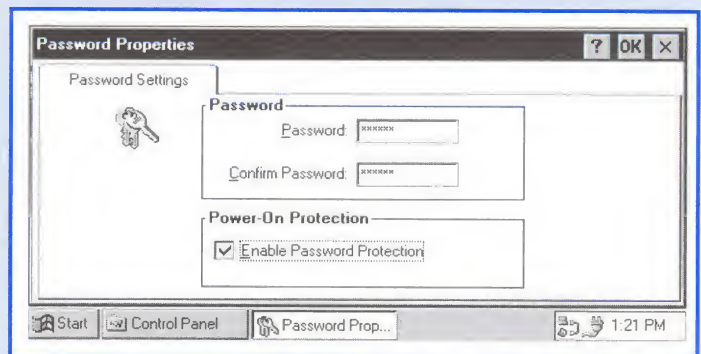 Password Properties ? OK ×
Password Settings
Password
Password: ******
Confirm Password: ******
Power-On Protection
Enable Password Protection
Start Control Panel Password Prop... 1:21 PM